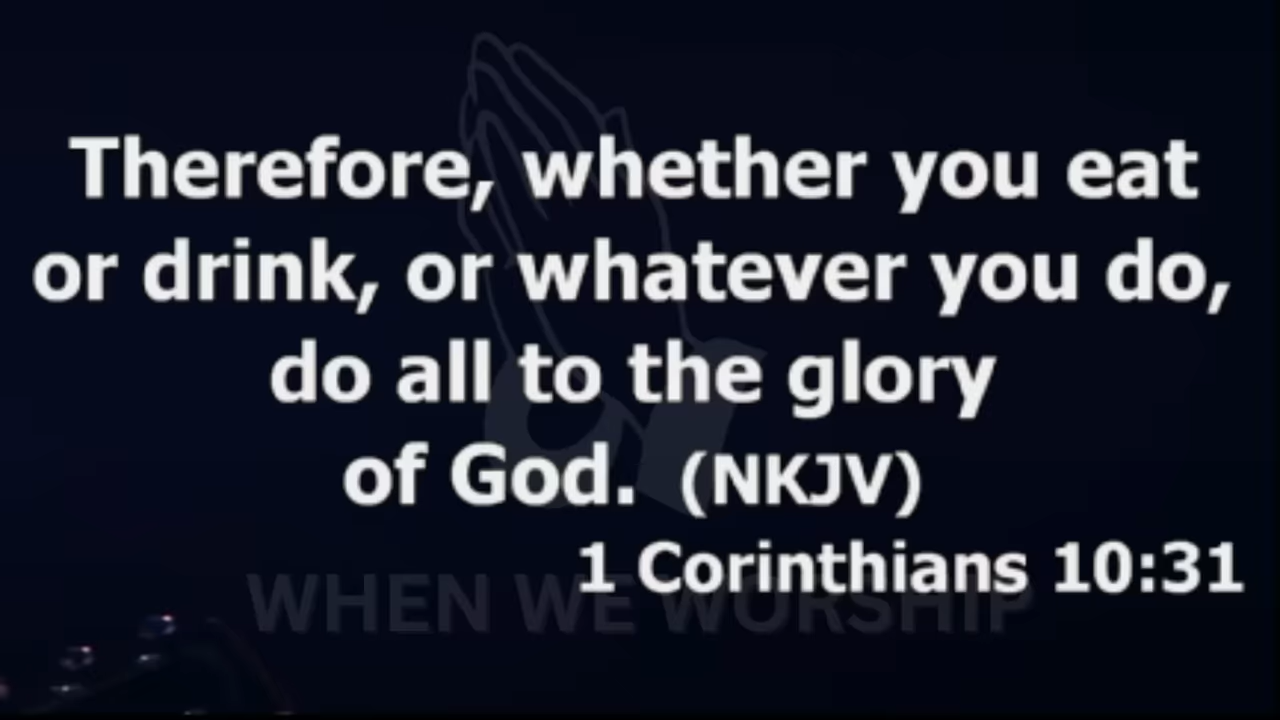 Therefore, whether you eat
or drink, or whatever you do,
do all to the glory
of God. (NKJV)
1 Corinthians 10:31
WHEN WE WORSHIP